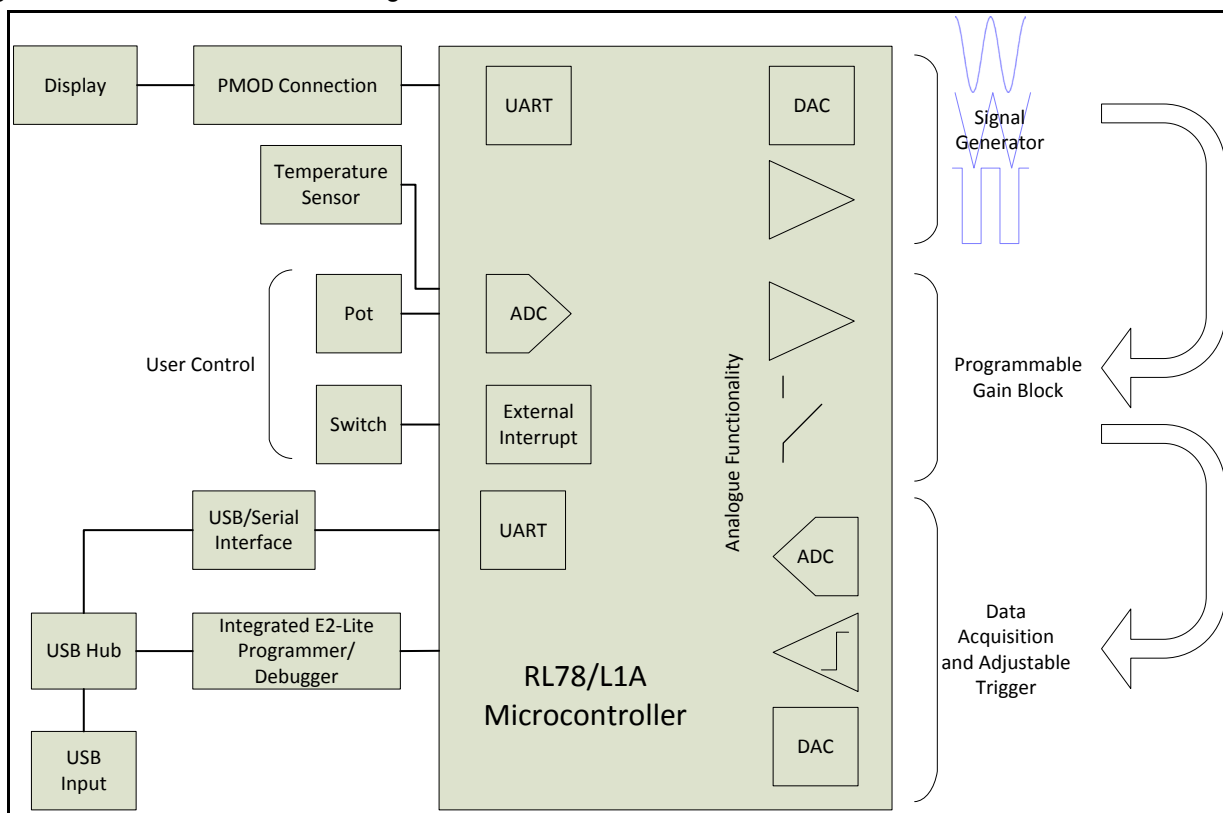 Display
PMOD Connection
UART
DAC
Signal
Generator
Temperature
Sensor
User Control
Pot
ADC
Switch
External
Interrupt
Analogue Functionality
Programmable
Gain Block
USB/Serial
Interface
UART
ADC
USB Hub
Integrated E2-Lite
Programmer/
Debugger
RL78/L1A
Microcontroller
Data
Acquisition
and Adjustable
Trigger
DAC
USB
Input